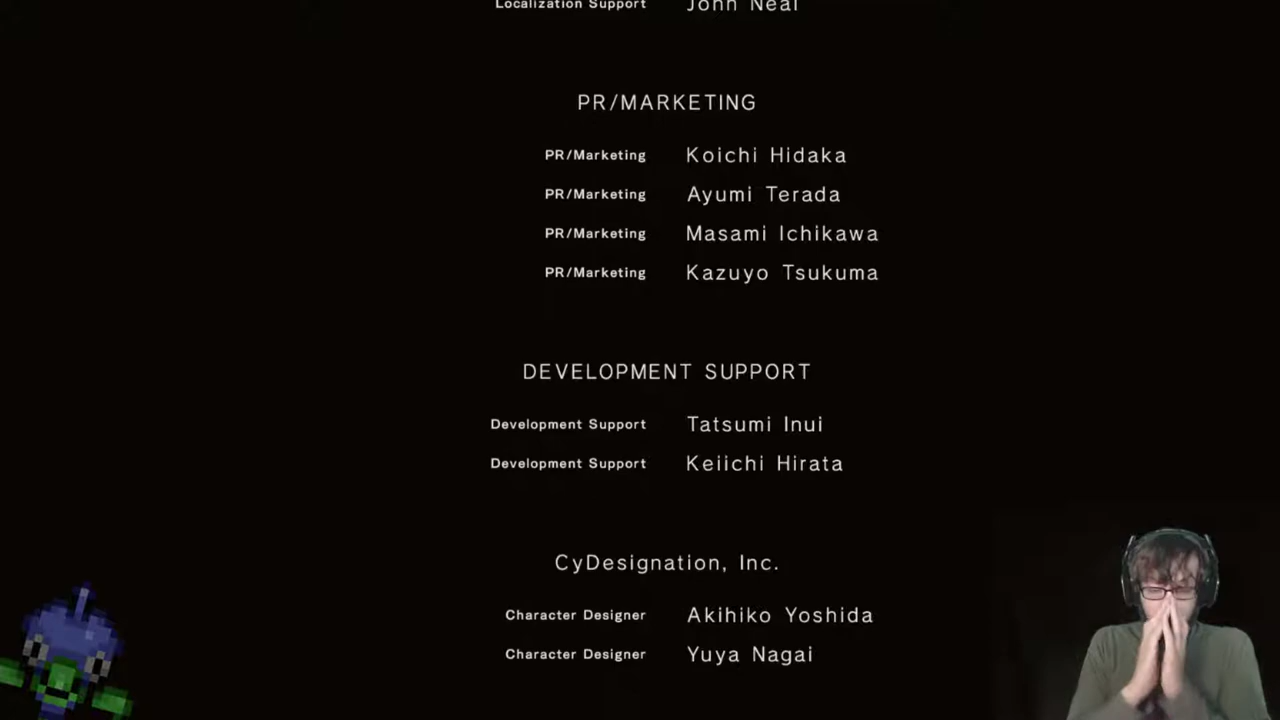 Localization Support John Neal
PR/MARKETING
PR/Marketing Koichi Hidaka
PR/Marketing Ayumi Terada
PR/Marketing Masami Ichikawa
PR/Marketing Kazuyo Tsukuma
DEVELOPMENT SUPPORT
Development Support Tatsumi Inui
Development Support Keiichi Hirata
CyDesignation, Inc.
Character Designer Akihiko Yoshida
Character Designer Yuya Nagai